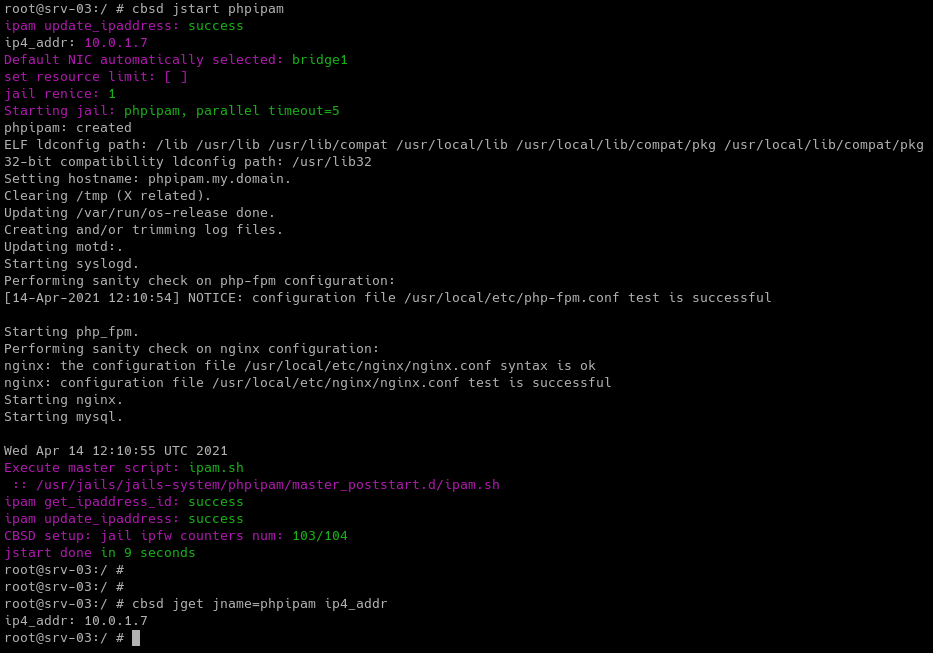 root@srv-03:/ # cbsd jstart phpipam
ipam update_ipaddress: success
ip4_addr: 10.0.1.7
Default NIC automatically selected: bridge1
set resource limit: [ ]
jail renice: 1
Starting jail: phpipam, parallel timeout=5
phpipam: created
ELF ldconfig path: /lib /usr/lib /usr/lib/compat /usr/local/lib /usr/local/lib/compat/pkg /usr/local/lib/compat/pkg
32-bit compatibility ldconfig path: /usr/lib32
Setting hostname: phpipam.my.domain.
Clearing /tmp (X related).
Updating /var/run/os-release done.
Creating and/or trimming log files.
Updating motd:.
Starting syslogd.
Performing sanity check on php-fpm configuration:
[14-Apr-2021 12:10:54] NOTICE: configuration file /usr/local/etc/php-fpm.conf test is successful

Starting php_fpm.
Performing sanity check on nginx configuration:
nginx: the configuration file /usr/local/etc/nginx/nginx.conf syntax is ok
nginx: configuration file /usr/local/etc/nginx/nginx.conf test is successful
Starting nginx.
Starting mysql.

Wed Apr 14 12:10:55 UTC 2021
Execute master script: ipam.sh
 :: /usr/jails/jails-system/phpipam/master_poststart.d/ipam.sh
ipam get_ipaddress_id: success
ipam update_ipaddress: success
CBSD setup: jail ipfw counters num: 103/104
jstart done in 9 seconds
root@srv-03:/ #
root@srv-03:/ #
root@srv-03:/ # cbsd jget jname=phpipam ip4_addr
ip4_addr: 10.0.1.7
root@srv-03:/ #